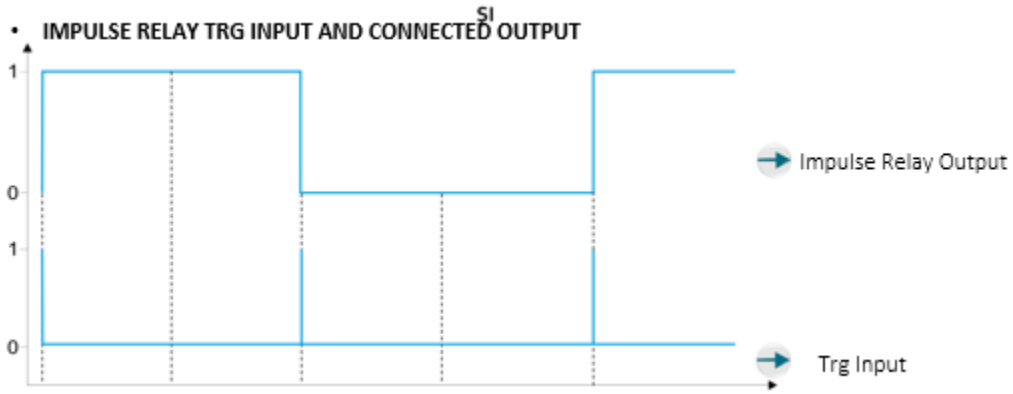 SI
• IMPULSE RELAY TRG INPUT AND CONNECTED OUTPUT
1
0
Impulse Relay Output
1
0
Trg Input